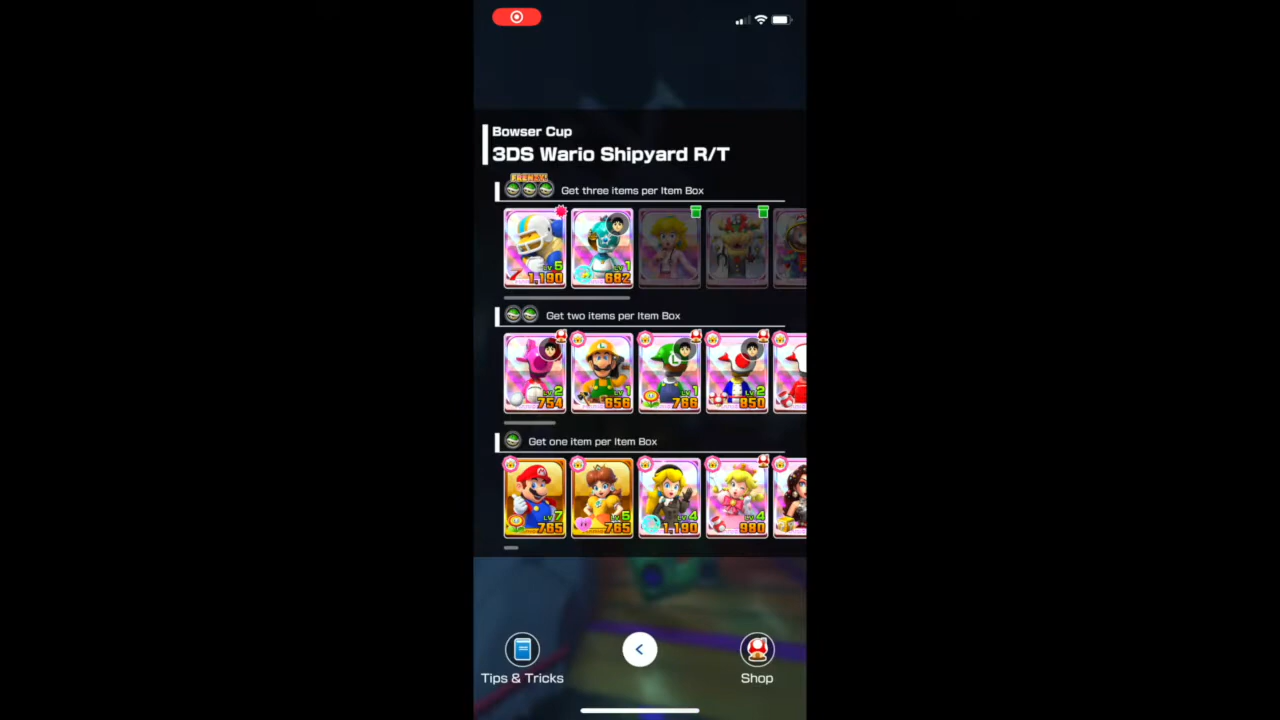 Bowser Cup
3DS Wario Shipyard R/T
FRENZY!
Get three items per Item Box
LV.5 LV.1
1,190 682
Get two items per Item Box
LV.2 LV.1 LV.1 LV.2
754 656 766 850
Get one item per Item Box
LV.7 LV.5 LV.4 LV.4
765 765 1,190 980
Tips & Tricks
<
Shop